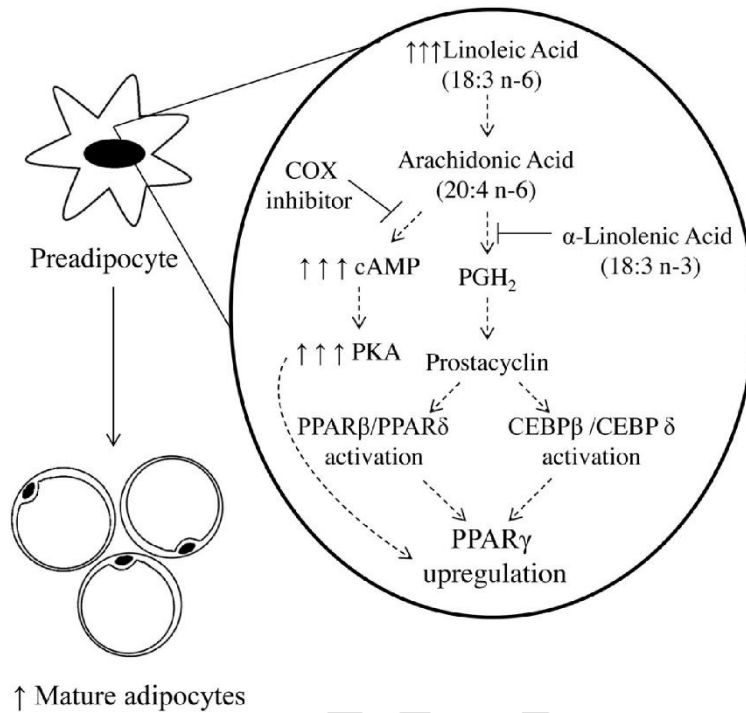 ↑↑↑Linoleic Acid
(18:3 n-6)
Arachidonic Acid
(20:4 n-6)
COX
inhibitor
α-Linolenic Acid
(18:3 n-3)
Preadipocyte
↑ ↑ ↑ cAMP
PGH₂
↑ ↑ ↑ PKA
Prostacyclin
PPARβ/PPARδ
activation
CEBPβ /CEBP δ
activation
PPARγ
upregulation
↑ Mature adipocytes